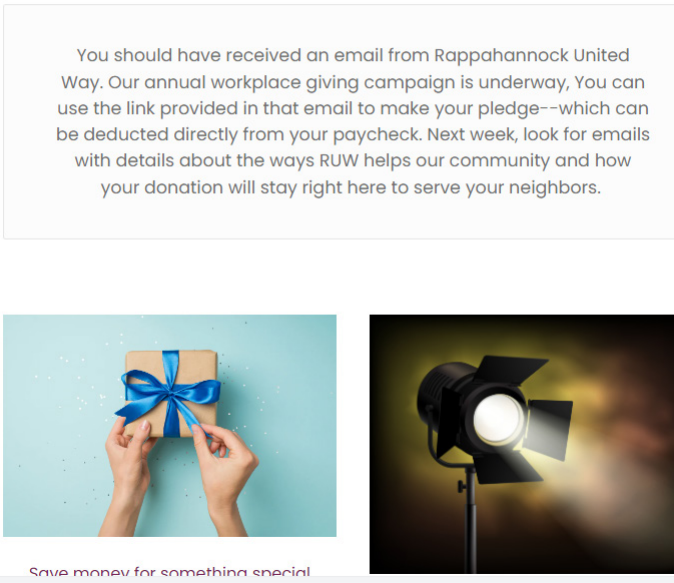 You should have received an email from Rappahannock United
Way. Our annual workplace giving campaign is underway, You can
use the link provided in that email to make your pledge--which can
be deducted directly from your paycheck. Next week, look for emails
with details about the ways RUW helps our community and how
your donation will stay right here to serve your neighbors.
Save money for something special